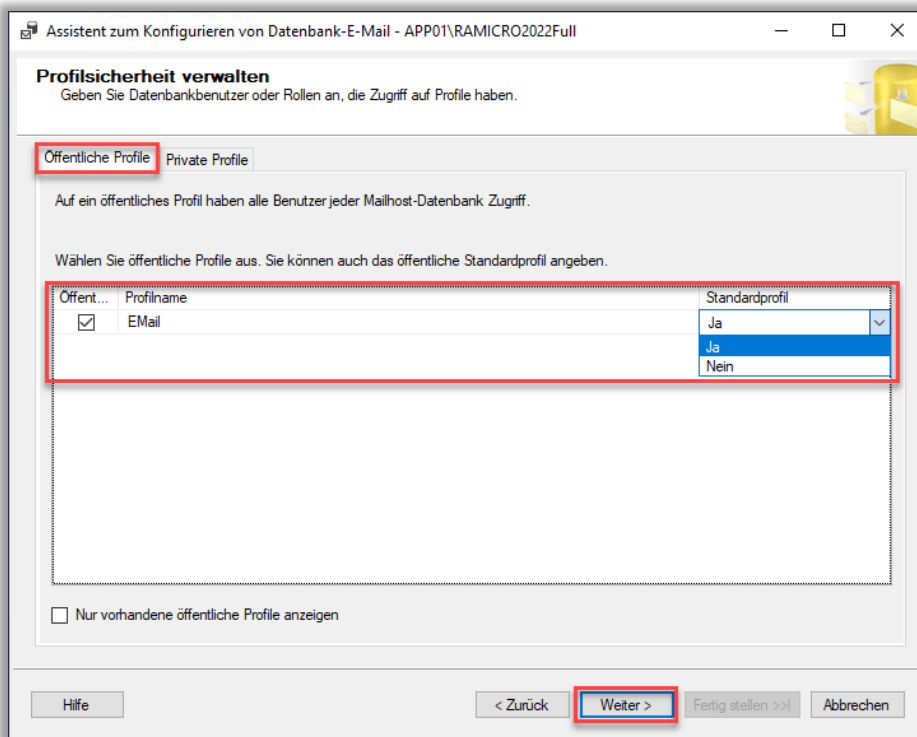 Assistent zum Konfigurieren von Datenbank-E-Mail - APP01\RAMICRO2022Full
Profilsicherheit verwalten
Geben Sie Datenbankbenutzer oder Rollen an, die Zugriff auf Profile haben.
Öffentliche Profile Private Profile
Auf ein öffentliches Profil haben alle Benutzer jeder Mailhost-Datenbank Zugriff.
Wählen Sie öffentliche Profile aus. Sie können auch das öffentliche Standardprofil angeben.
Öffent... Profilname Standardprofil
EMail Ja
Ja
Nein
Nur vorhandene öffentliche Profile anzeigen
Hilfe < Zurück Weiter > Fertig stellen >>| Abbrechen